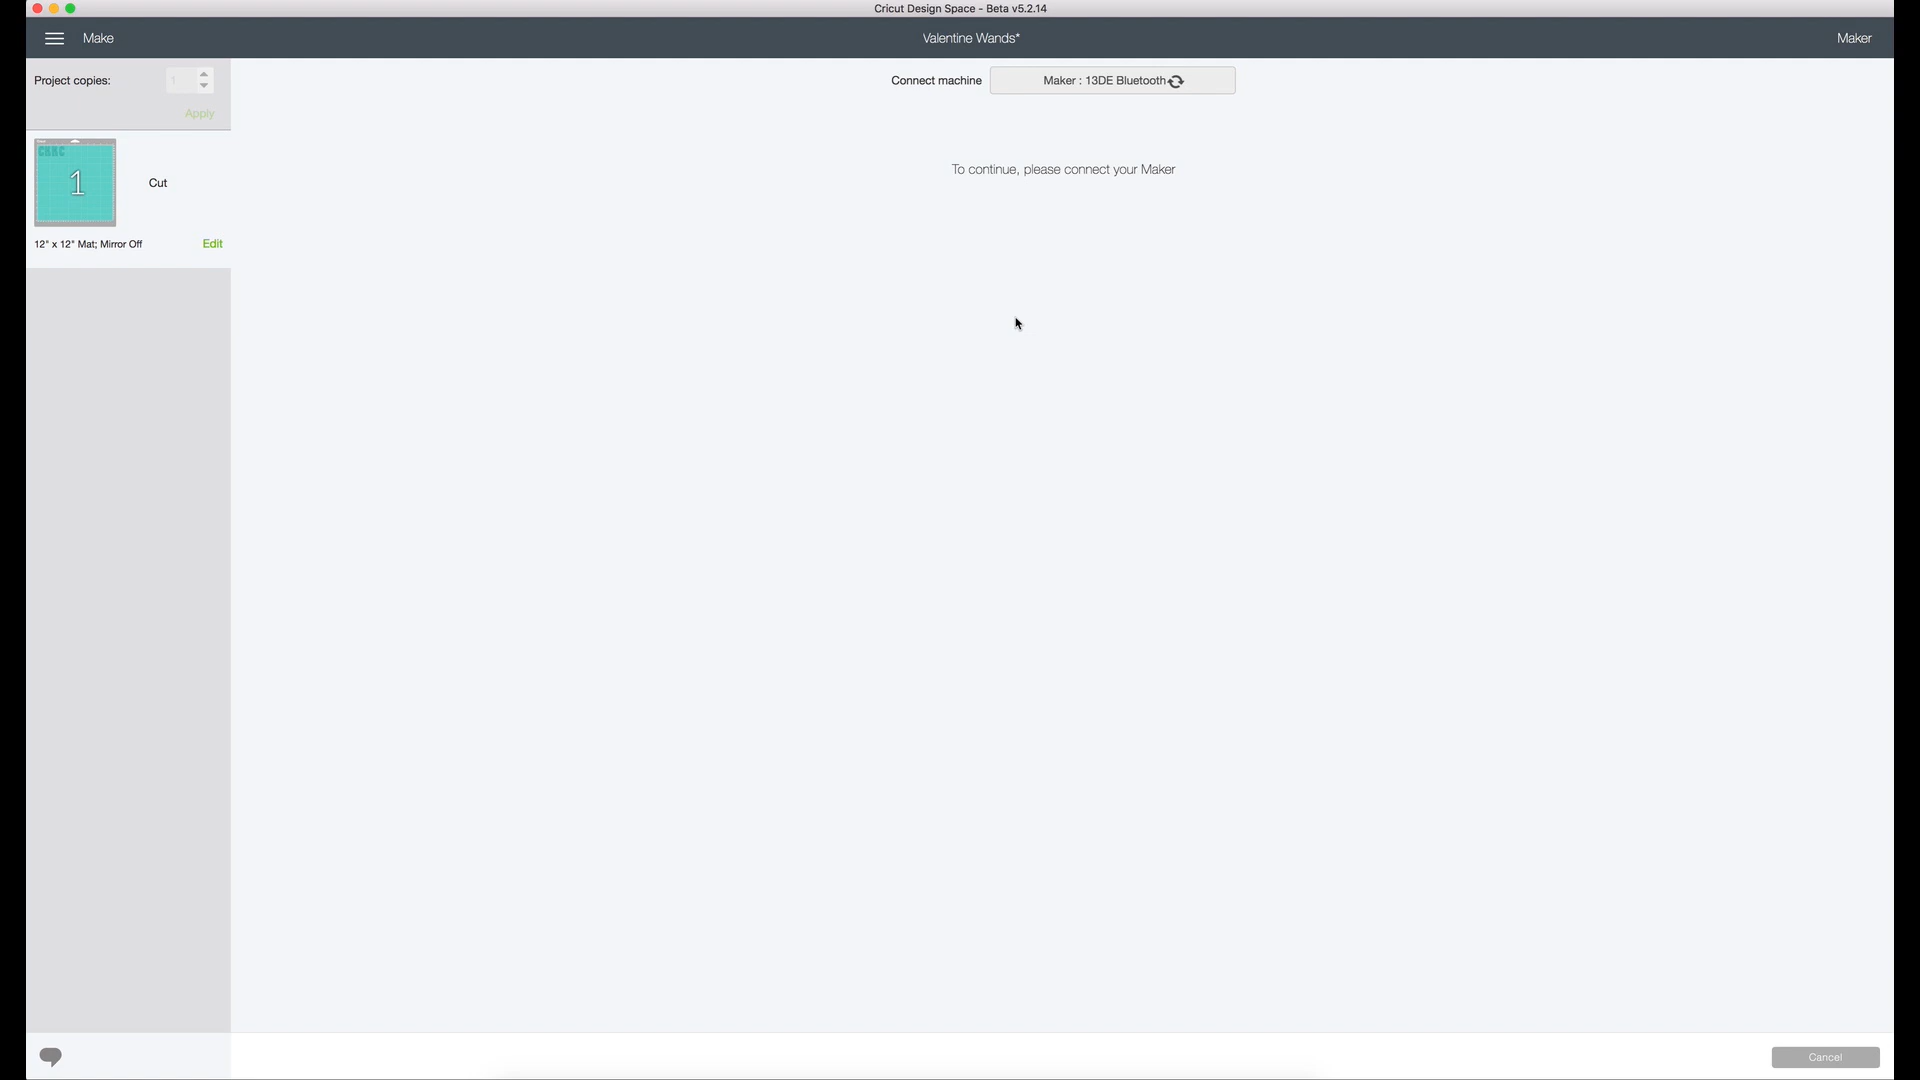 Cricut Design Space - Beta v5.2.14
Make
Valentine Wands*
Maker
Project copies:
1
Apply
Connect machine
Maker : 13DE Bluetooth
To continue, please connect your Maker
1
Cut
12" x 12" Mat; Mirror Off
Edit
Cancel